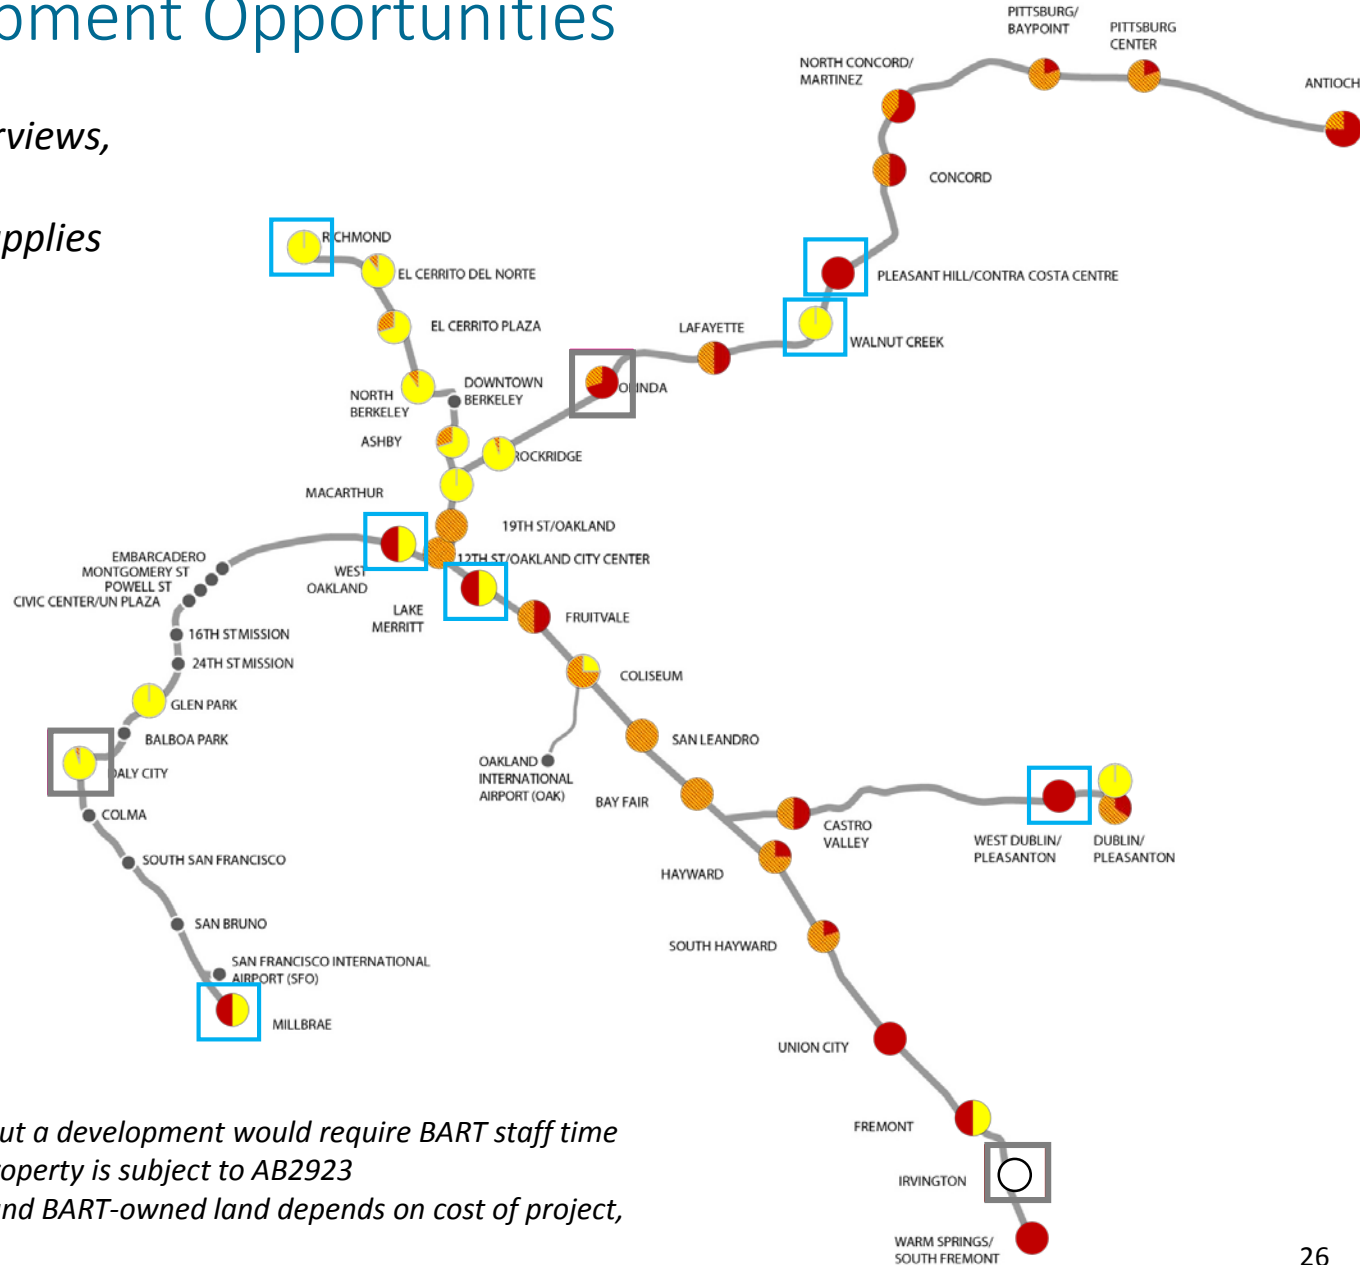 pment Opportunities
rviews,
pplies
PITTSBURG/
BAYPOINT
PITTSBURG
CENTER
NORTH CONCORD/
MARTINEZ
ANTIOCH
CONCORD
RICHMOND
EL CERRITO DEL NORTE
PLEASANT HILL/CONTRA COSTA CENTRE
EL CERRITO PLAZA
LAFAYETTE
WALNUT CREEK
ORINDA
DOWNTOWN
BERKELEY
NORTH
BERKELEY
ASHBY
ROCKRIDGE
MACARTHUR
19TH ST/OAKLAND
12TH ST/OAKLAND CITY CENTER
EMBARCADERO
MONTGOMERY ST
POWELL ST
CIVIC CENTER/UN PLAZA
WEST
OAKLAND
LAKE
MERRITT
FRUITVALE
16TH ST MISSION
24TH ST MISSION
COLISEUM
GLEN PARK
BALBOA PARK
SAN LEANDRO
OAKLAND
INTERNATIONAL
AIRPORT (OAK)
DALY CITY
BAY FAIR
COLMA
CASTRO
VALLEY
WEST DUBLIN/
PLEASANTON
DUBLIN/
PLEASANTON
SOUTH SAN FRANCISCO
HAYWARD
SAN BRUNO
SOUTH HAYWARD
SAN FRANCISCO INTERNATIONAL
AIRPORT (SFO)
MILLBRAE
UNION CITY
FREMONT
IRVINGTON
WARM SPRINGS/
SOUTH FREMONT
ut a development would require BART staff time
roperty is subject to AB2923
and BART-owned land depends on cost of project,
26